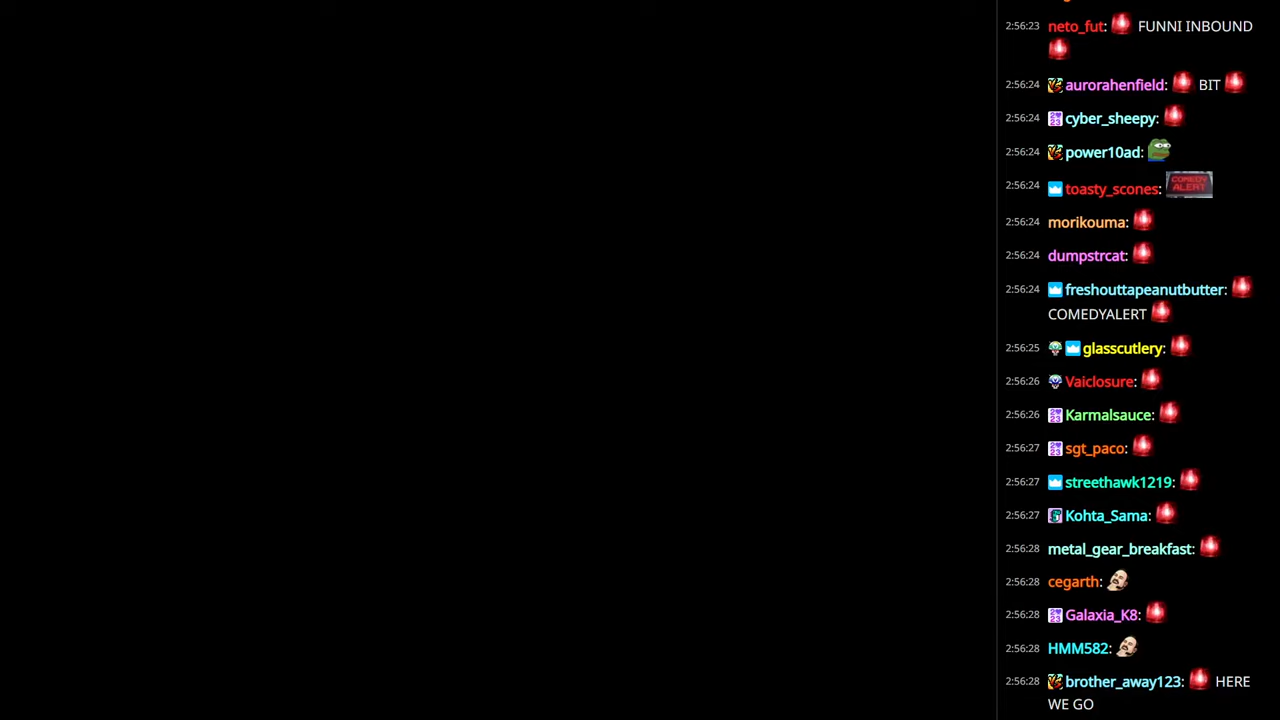 2:56:23 neto_fut: FUNNI INBOUND
2:56:24 aurorahenfield: BIT
2:56:24 cyber_sheepy:
2:56:24 power10ad:
2:56:24 toasty_scones: COMEDY
ALERT
2:56:24 morikouma:
2:56:24 dumpstrcat:
2:56:24 freshouttapeanutbutter:
COMEDYALERT
2:56:25 glasscutlery:
2:56:26 Vaiclosure:
2:56:26 Karmalsauce:
2:56:27 sgt_paco:
2:56:27 streethawk1219:
2:56:27 Kohta_Sama:
2:56:28 metal_gear_breakfast:
2:56:28 cegarth:
2:56:28 Galaxia_K8:
2:56:28 HMM582:
2:56:28 brother_away123: HERE
WE GO